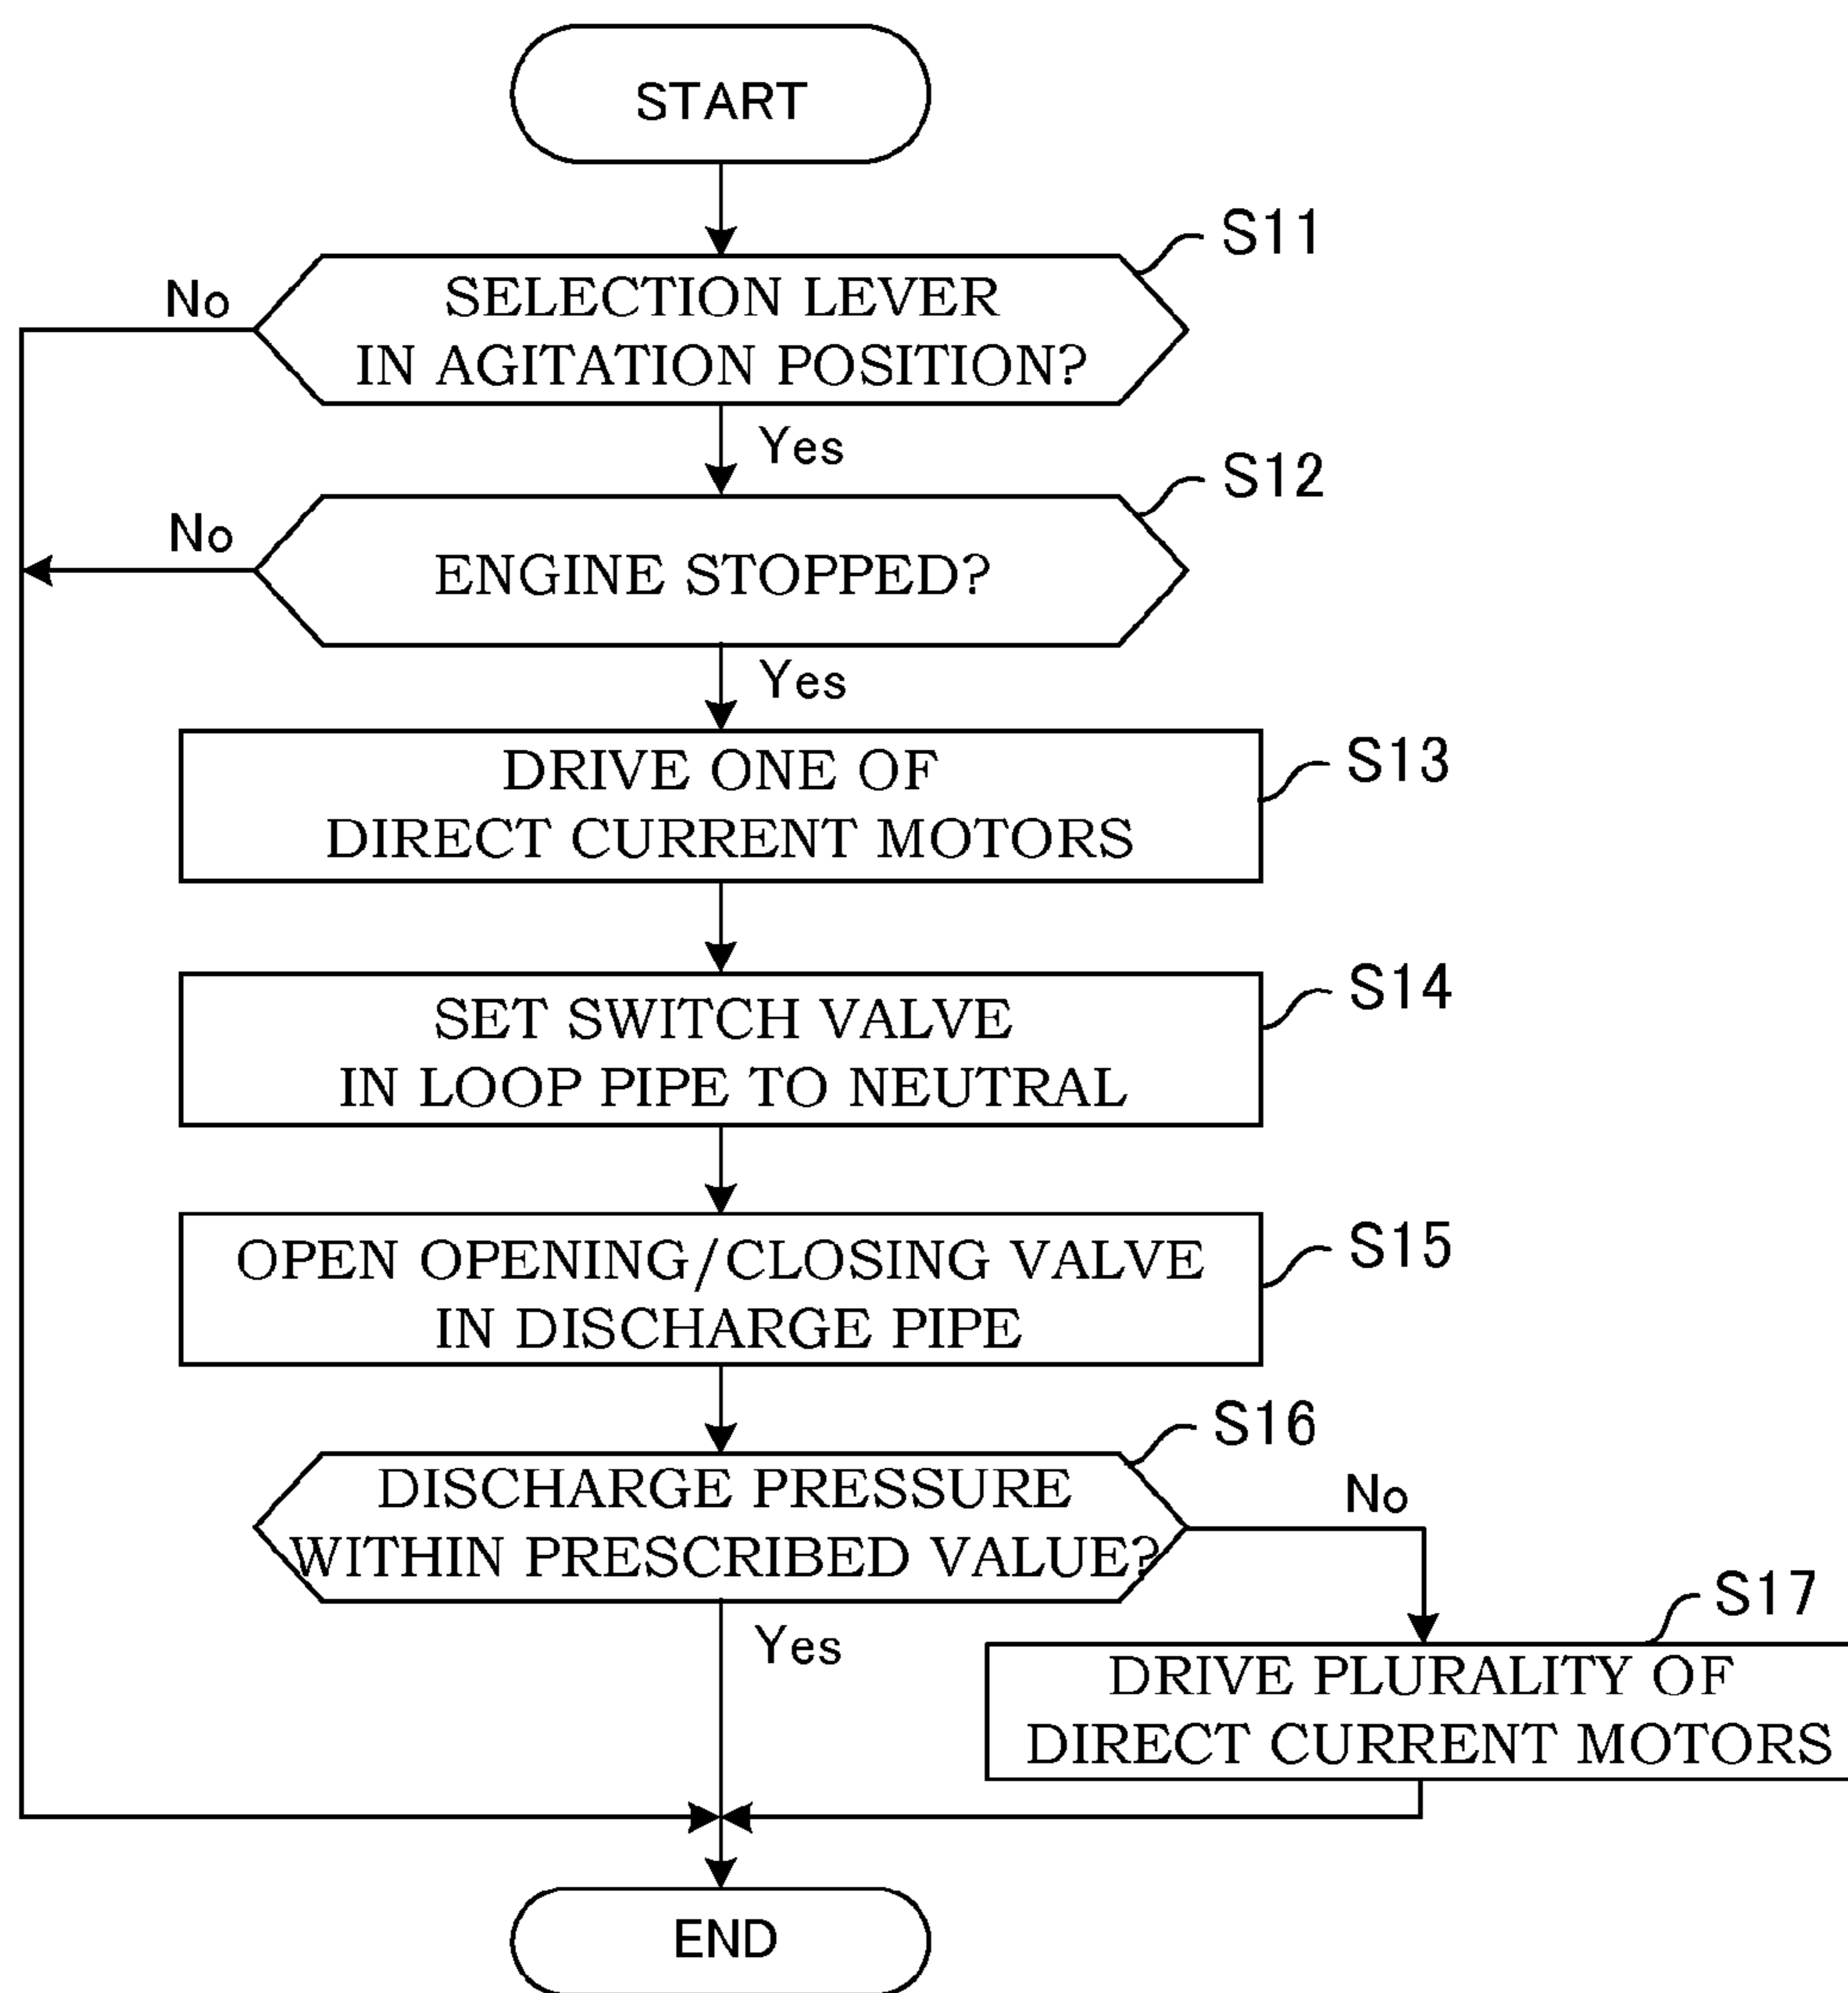 START
S11
No
SELECTION LEVER
IN AGITATION POSITION?
Yes
S12
No
ENGINE STOPPED?
Yes
S13
DRIVE ONE OF
DIRECT CURRENT MOTORS
S14
SET SWITCH VALVE
IN LOOP PIPE TO NEUTRAL
S15
OPEN OPENING/CLOSING VALVE
IN DISCHARGE PIPE
S16
DISCHARGE PRESSURE
WITHIN PRESCRIBED VALUE?
No
Yes
S17
DRIVE PLURALITY OF
DIRECT CURRENT MOTORS
END